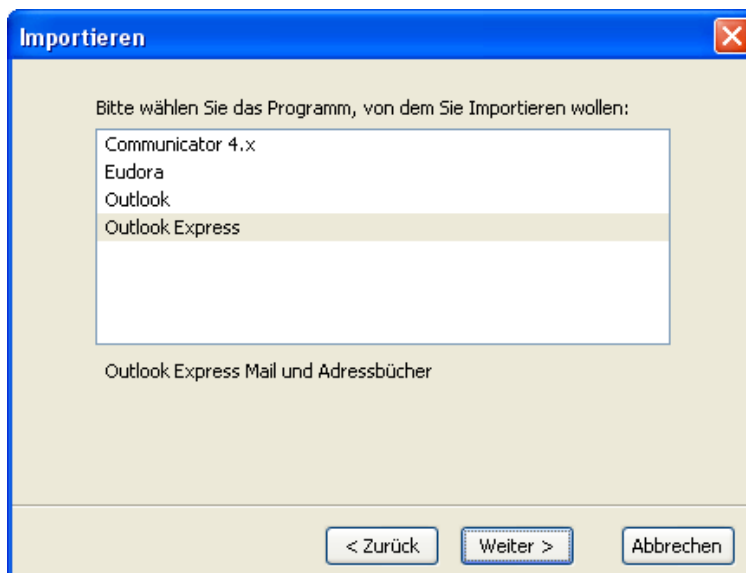 Importieren
Bitte wählen Sie das Programm, von dem Sie Importieren wollen:
Communicator 4.x
Eudora
Outlook
Outlook Express
Outlook Express Mail und Adressbücher
< Zurück Weiter > Abbrechen